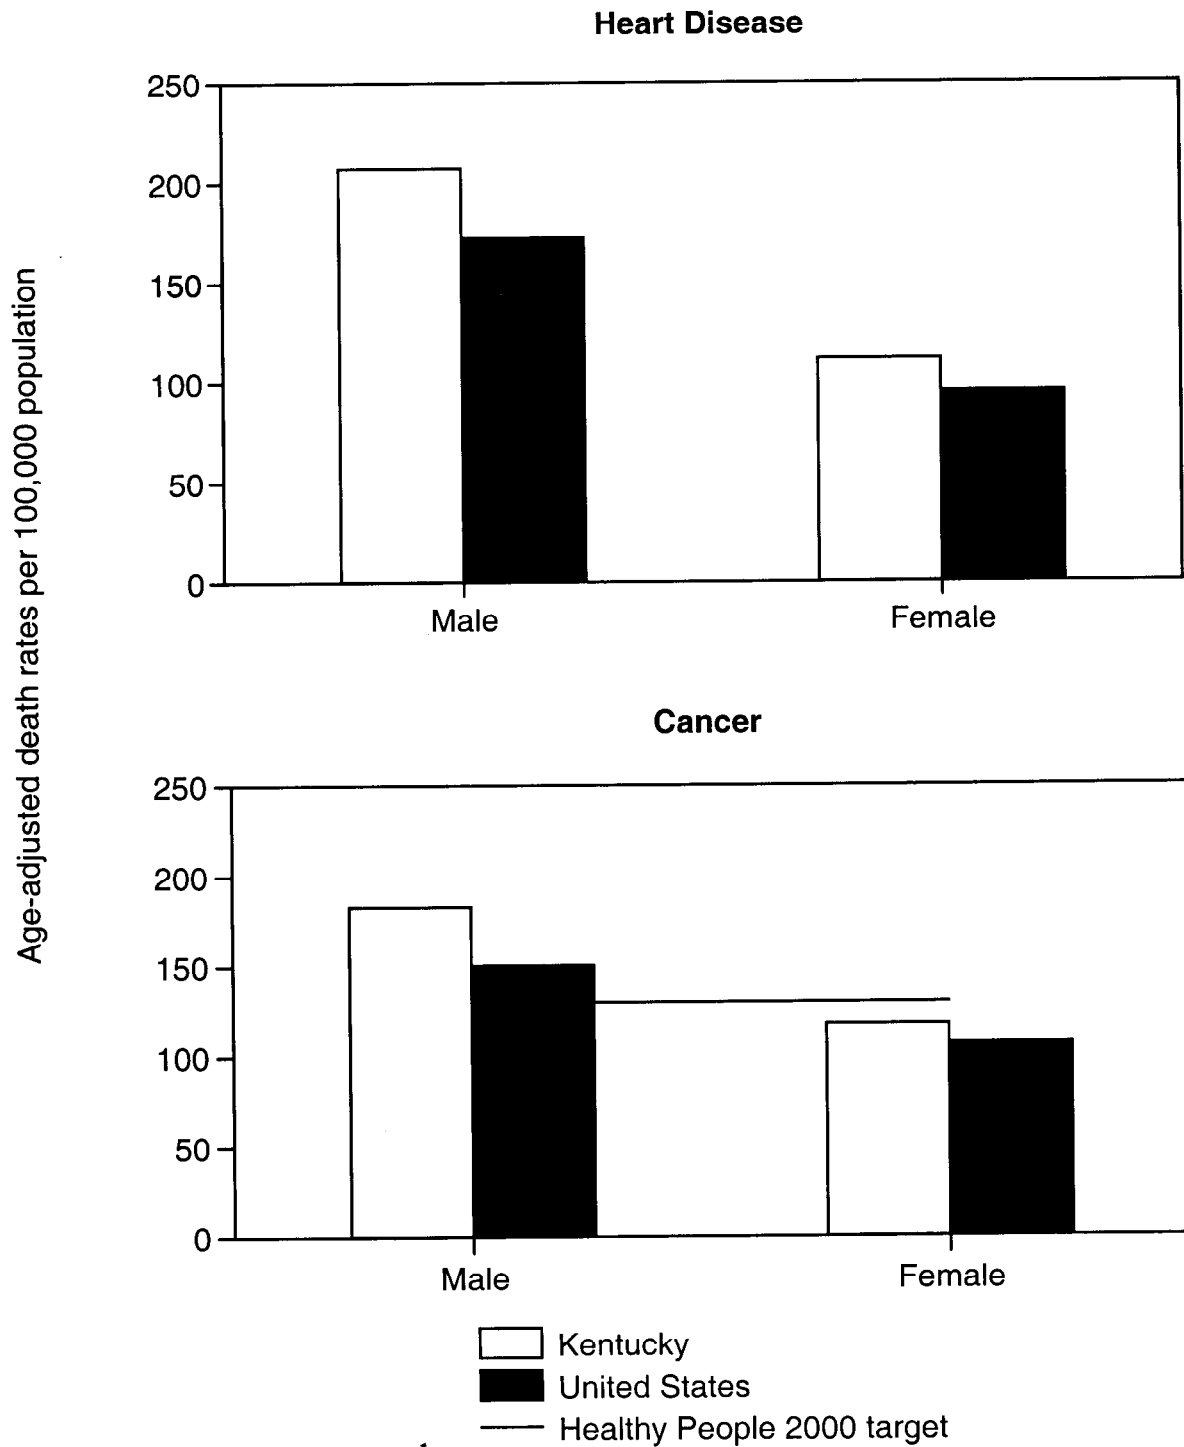 Heart Disease
Age-adjusted death rates per 100,000 population
250
200
150
100
50
0
Male
Female
Cancer
250
200
150
100
50
0
Male
Female
Kentucky
United States
Healthy People 2000 target